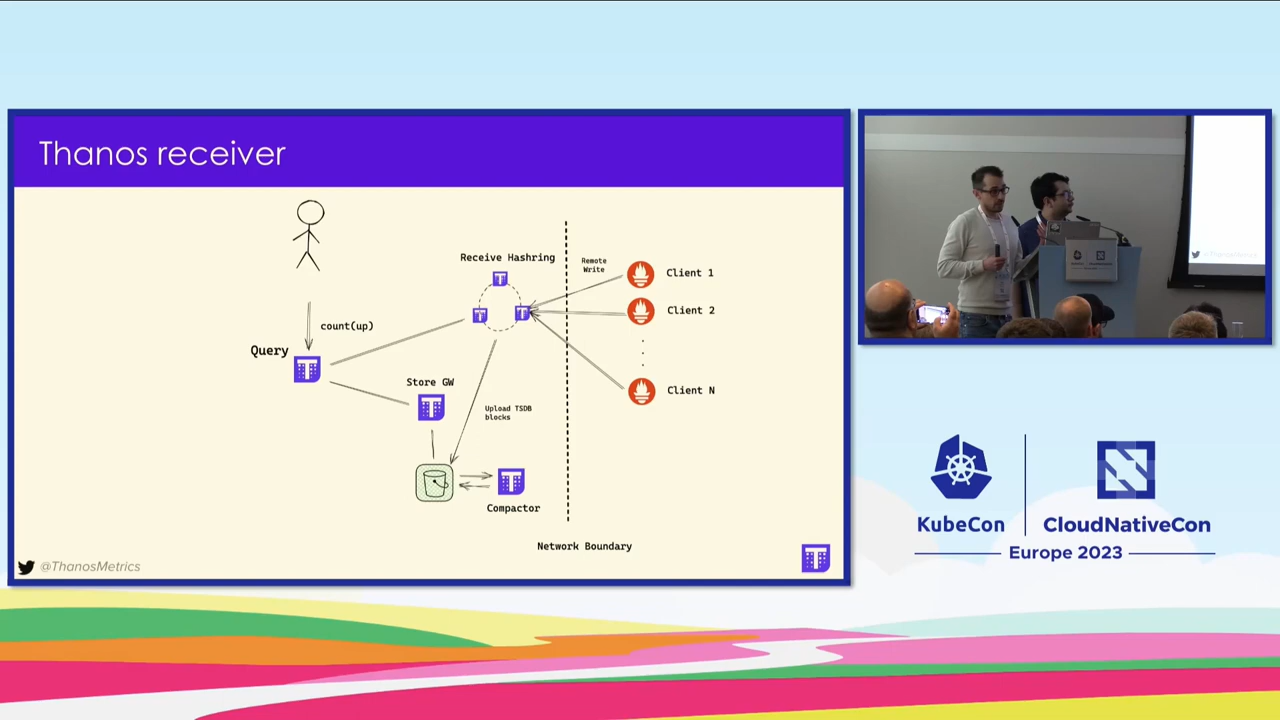 Thanos receiver
Receive Hashring
Remote
Write
Client 1
Client 2
count(up)
Query
Store GW
Client N
Upload TSDB
blocks
Compactor
Network Boundary
@ThanosMetrics
@ThanosMetrics
KubeCon
CloudNativeCon
Europe 2023